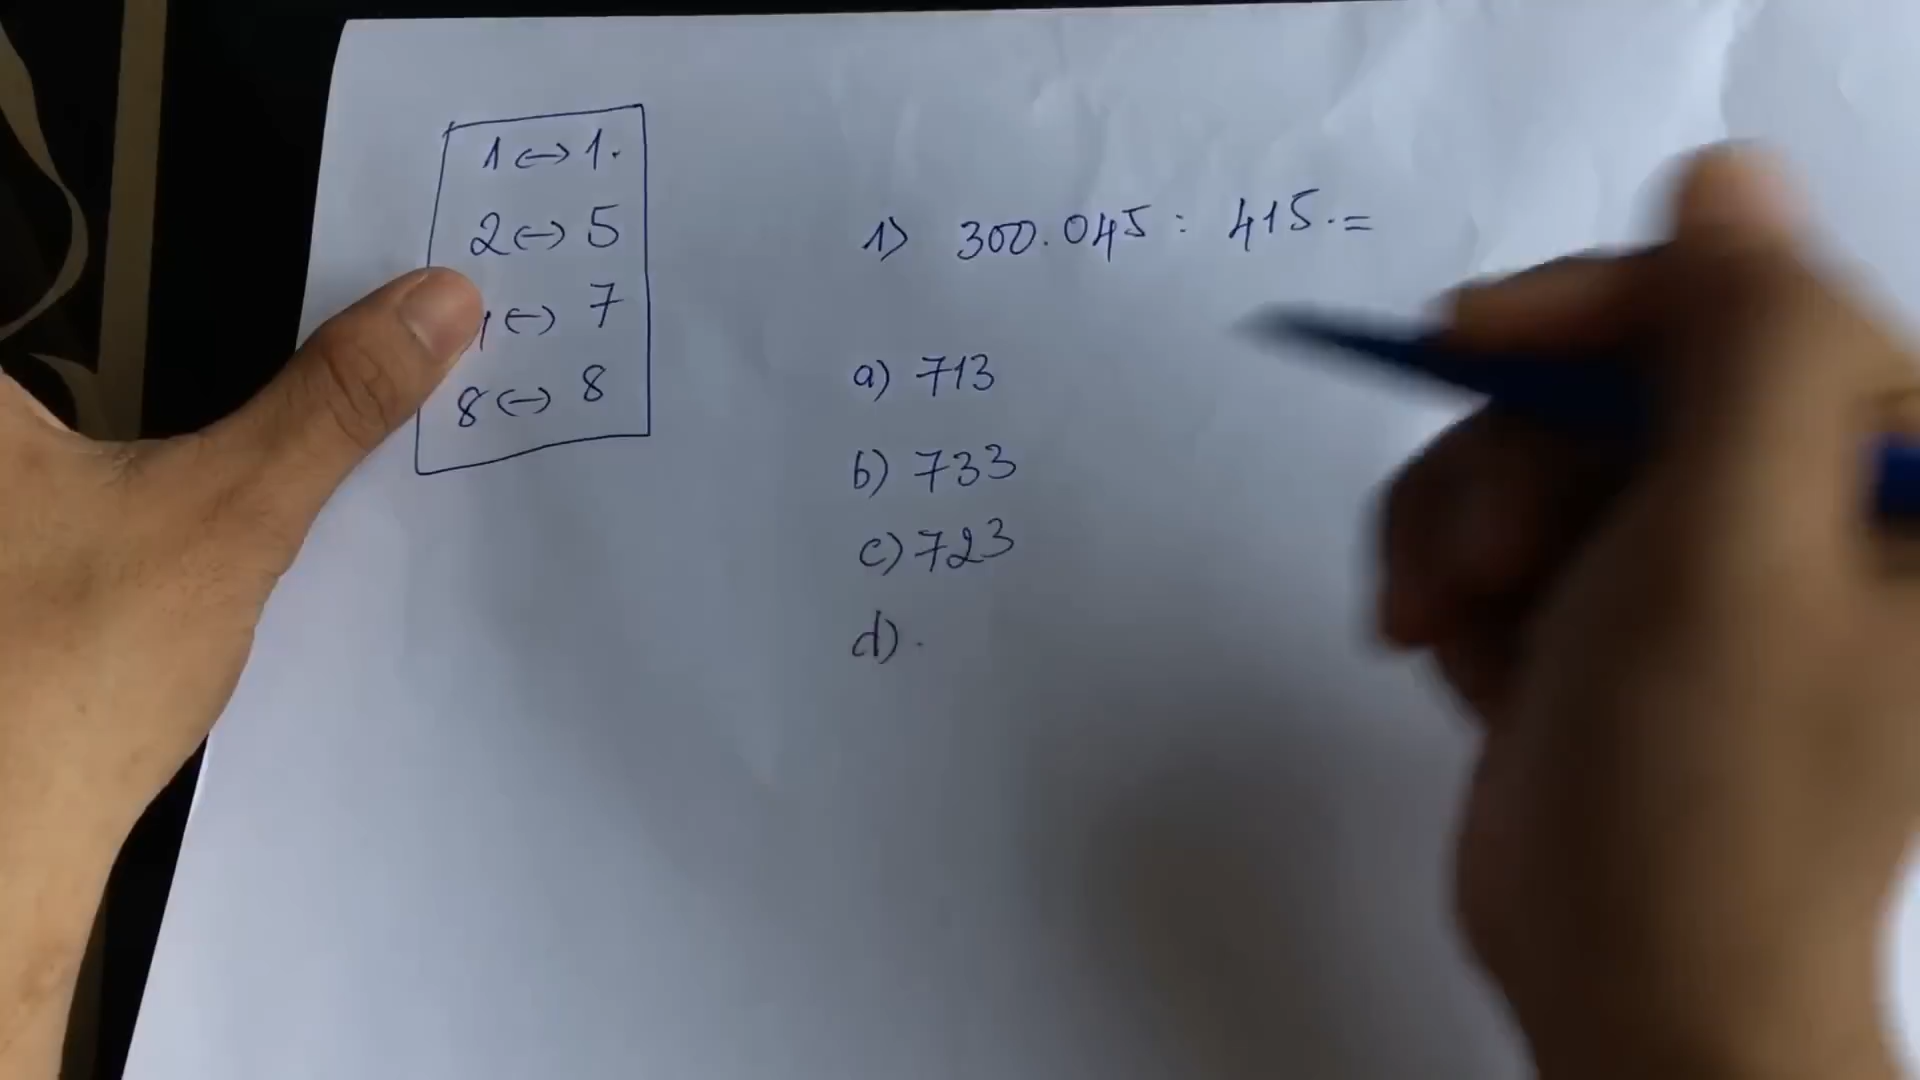 1 ↔ 1.
2 ↔ 5
↔ 7
8 ↔ 8
1) 300.045 : 415. =
a) 713
b) 733
c) 723
d) .